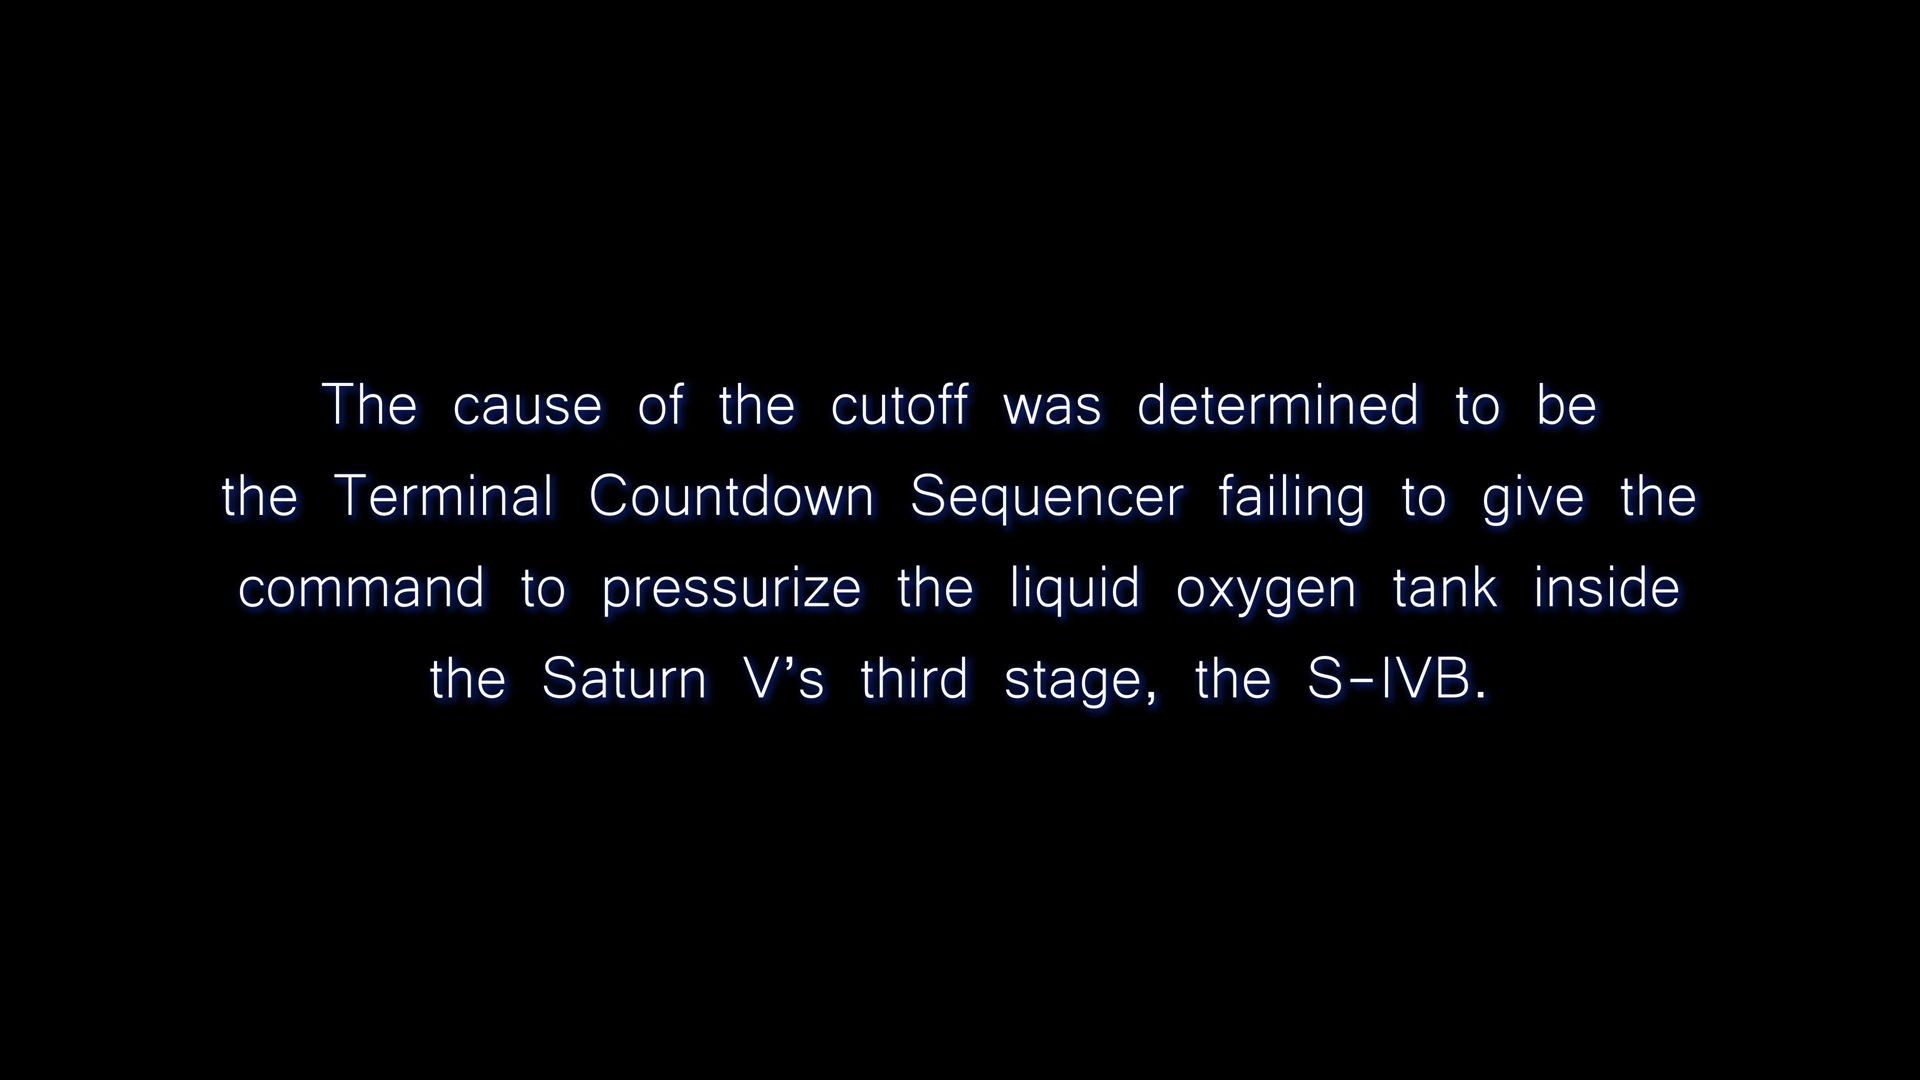 The cause of the cutoff was determined to be
the Terminal Countdown Sequencer failing to give the
command to pressurize the liquid oxygen tank inside
the Saturn V’s third stage, the S-IVB.